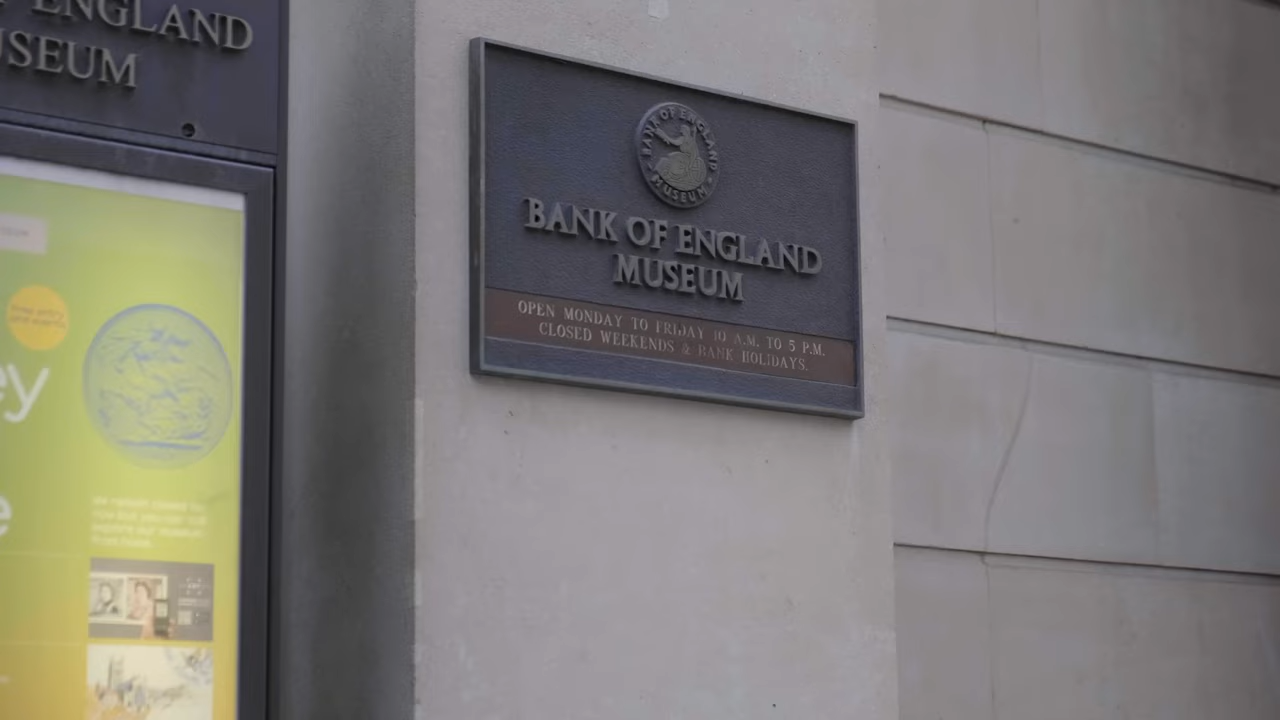 ENGLAND
MUSEUM
BANK OF ENGLAND
MUSEUM
BANK OF ENGLAND
MUSEUM
OPEN MONDAY TO FRIDAY 10 A.M. TO 5 P.M.
CLOSED WEEKENDS & BANK HOLIDAYS.
ey
e